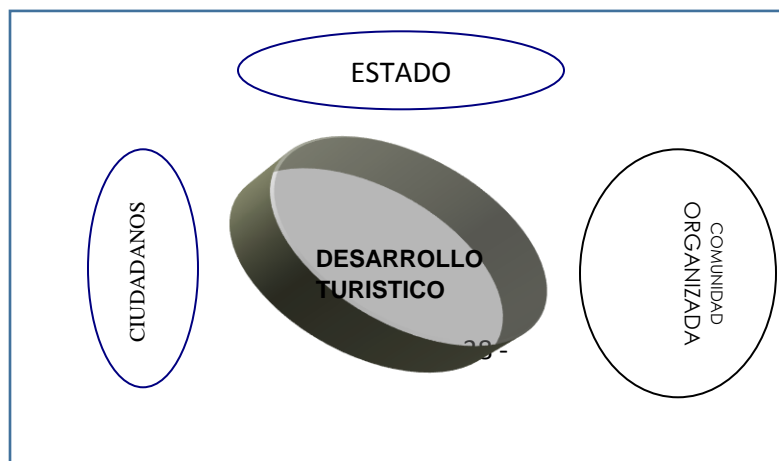 ESTADO
CIUDADANOS
DESARROLLO
TURISTICO
COMUNIDAD
ORGANIZADA